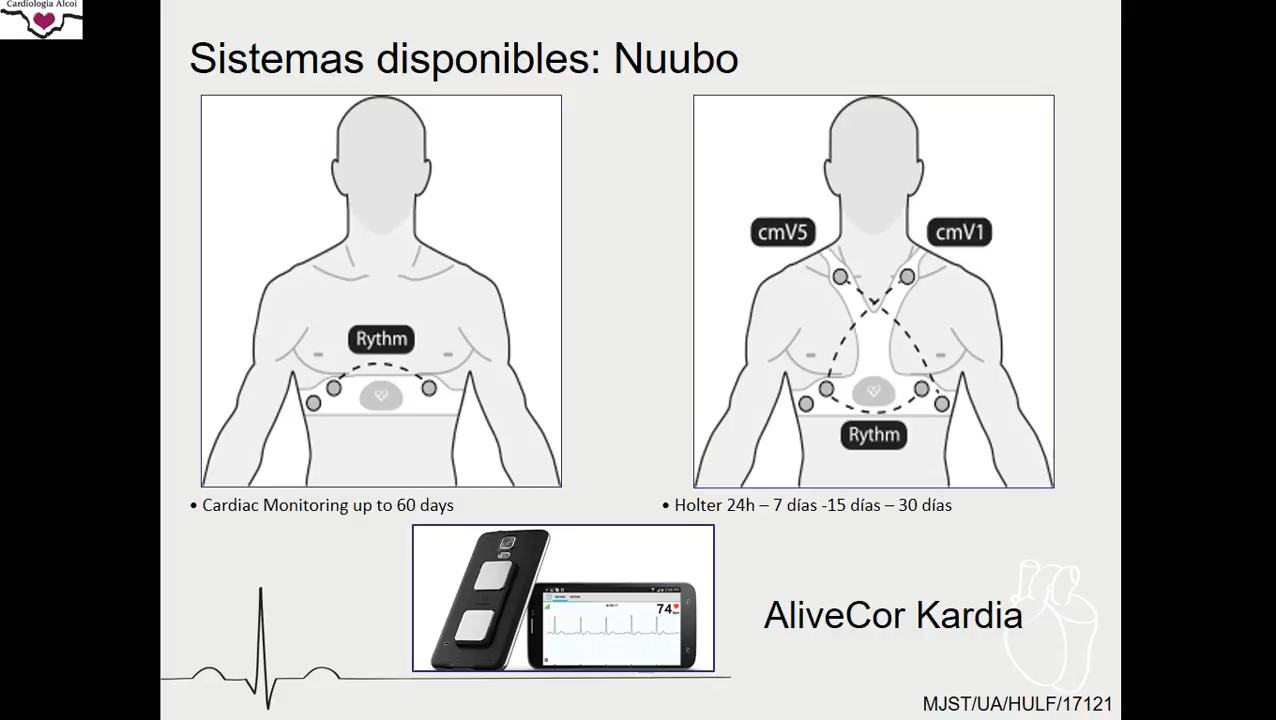 Cardiologia Alcoi
Sistemas disponibles: Nuubo
cmV5
cmV1
Rythm
Rythm
• Cardiac Monitoring up to 60 days
• Holter 24h – 7 días -15 días – 30 días
74
AliveCor Kardia
MJST/UA/HULF/17121